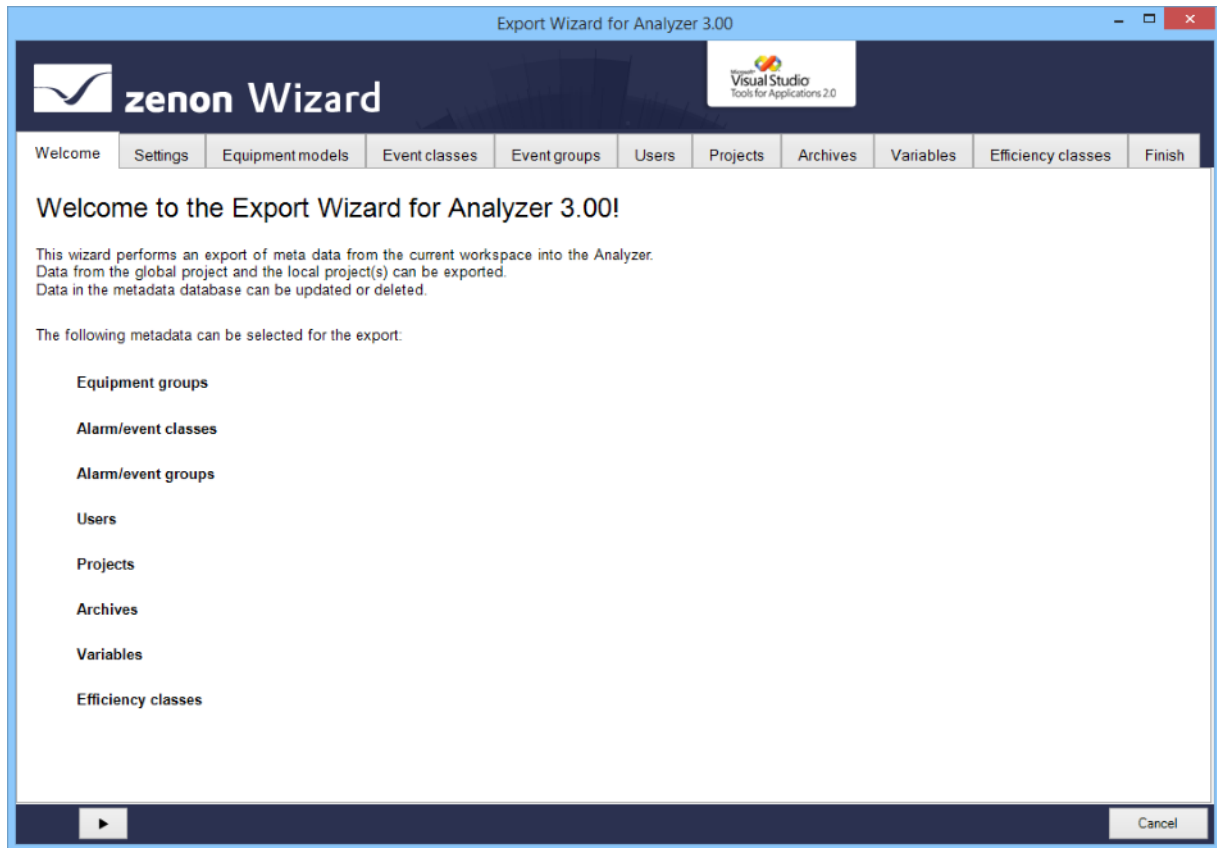 Export Wizard for Analyzer 3.00
zenon Wizard
Microsoft
Visual Studio
Tools for Applications 2.0
Welcome
Settings
Equipment models
Event classes
Event groups
Users
Projects
Archives
Variables
Efficiency classes
Finish
Welcome to the Export Wizard for Analyzer 3.00!
This wizard performs an export of meta data from the current workspace into the Analyzer.
Data from the global project and the local project(s) can be exported.
Data in the metadata database can be updated or deleted.
The following metadata can be selected for the export:
Equipment groups
Alarm/event classes
Alarm/event groups
Users
Projects
Archives
Variables
Efficiency classes
Cancel